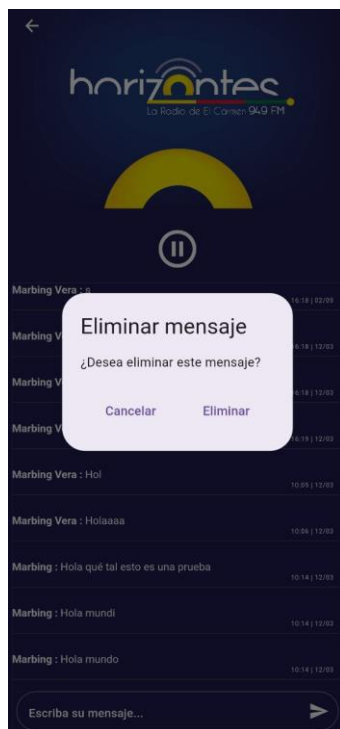 horizontes
La Radio de El Carmen 94.9 FM
Marbing Vera : s
16:18 | 02/09
Eliminar mensaje
¿Desea eliminar este mensaje?
Cancelar
Eliminar
Marbing V
16:18 | 12/03
Marbing V
16:18 | 12/03
Marbing V
16:19 | 12/03
Marbing Vera : Hol
10:05 | 12/03
Marbing Vera : Holaaaa
10:06 | 12/03
Marbing : Hola qué tal esto es una prueba
10:14 | 12/03
Marbing : Hola mundi
10:14 | 12/03
Marbing : Hola mundo
10:14 | 12/03
Escriba su mensaje...